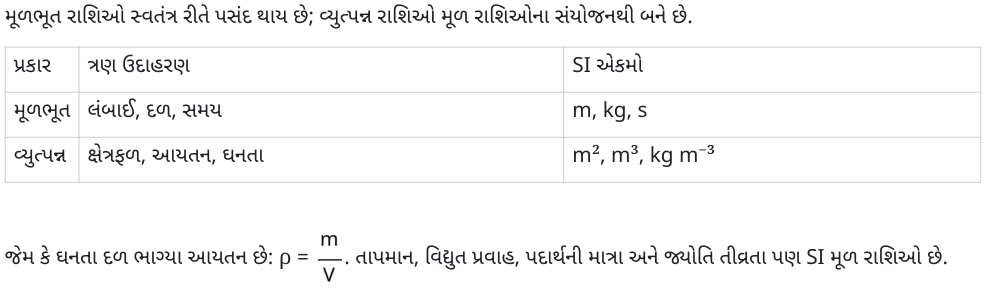 મૂળભૂત રાશિઓ સ્વતંત્ર રીતે પસંદ થાય છે; વ્યુત્પન્ન રાશિઓ મૂળ રાશિઓના સંયોજનથી બને છે.
પ્રકાર ત્રણ ઉદાહરણ SI એકમો
મૂળભૂત લંબાઈ, દળ, સમય m, kg, s
વ્યુત્પન્ન ક્ષેત્રફળ, આયતન, ઘનતા m², m³, kg m⁻³
જેમ કે ઘનતા દળ ભાગ્યા આયતન છે: ρ = m/V. તાપમાન, વિદ્યુત પ્રવાહ, પદાર્થની માત્રા અને જ્યોતિ તીવ્રતા પણ SI મૂળ રાશિઓ છે.